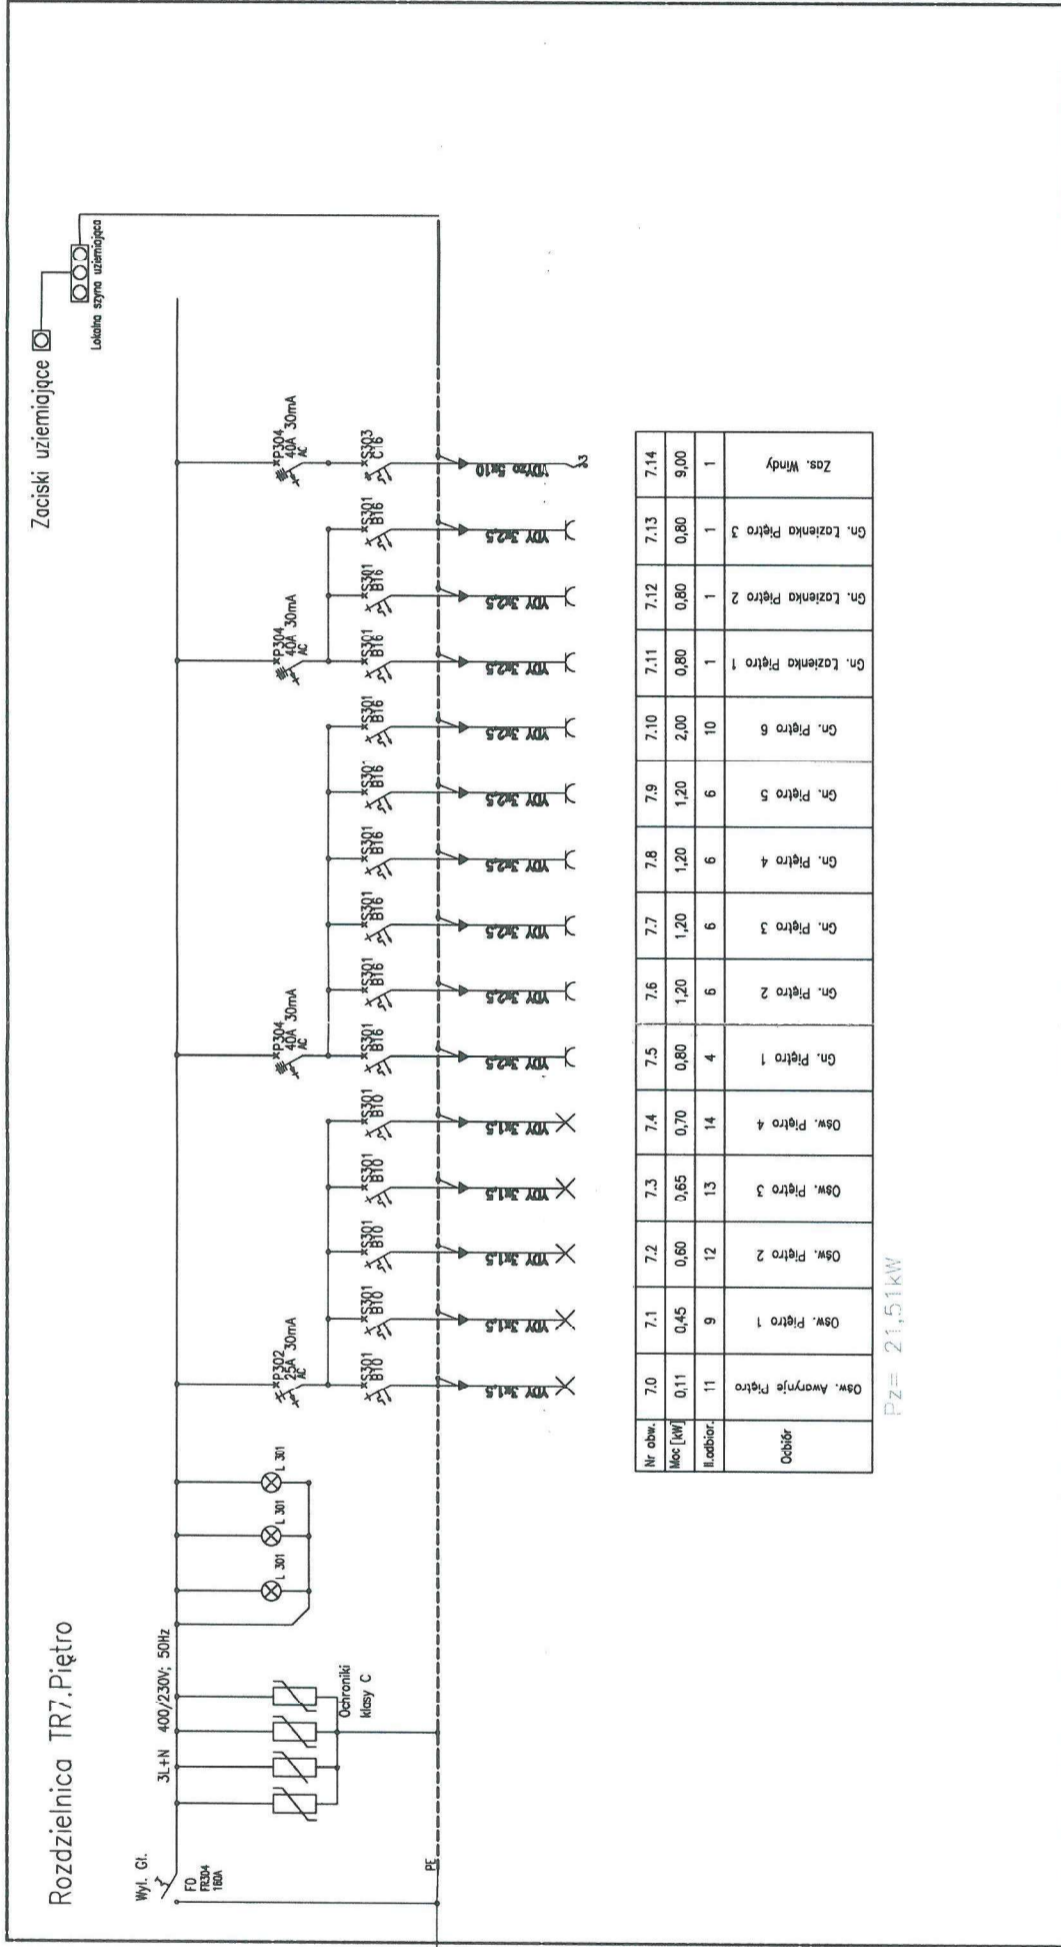 Rozdzielnica TR7.Piętro
Zaciski uziemiające
Lokalna szyna uziemiająca
Wył. Gł.
F0
FR304
160A
3L+N 400/230V; 50Hz
Ochroniki
klasy C
L 301
L 301
L 301
PE
P302
25A 30mA
AC
P304
40A 30mA
AC
P304
40A 30mA
AC
P304
40A 30mA
AC
S301
B10
S301
B10
S301
B10
S301
B10
S301
B10
S301
B16
S301
B16
S301
B16
S301
B16
S301
B16
S301
B16
S301
B16
S301
B16
S301
B16
S303
C16
YDY 3x1,5
YDY 3x1,5
YDY 3x1,5
YDY 3x1,5
YDY 3x1,5
YDY 3x2,5
YDY 3x2,5
YDY 3x2,5
YDY 3x2,5
YDY 3x2,5
YDY 3x2,5
YDY 3x2,5
YDY 3x2,5
YDY 3x2,5
YDYżo 5x10
3
Nr obw. 7.0 7.1 7.2 7.3 7.4 7.5 7.6 7.7 7.8 7.9 7.10 7.11 7.12 7.13 7.14
Moc [kW] 0,11 0,45 0,60 0,65 0,70 0,80 1,20 1,20 1,20 1,20 2,00 0,80 0,80 0,80 9,00
Il.odbior. 11 9 12 13 14 4 6 6 6 6 10 1 1 1 1
Odbiór
Ośw. Awaryjne Piętro
Ośw. Piętro 1
Ośw. Piętro 2
Ośw. Piętro 3
Ośw. Piętro 4
Gn. Piętro 1
Gn. Piętro 2
Gn. Piętro 3
Gn. Piętro 4
Gn. Piętro 5
Gn. Piętro 6
Gn. Łazienka Piętro 1
Gn. Łazienka Piętro 2
Gn. Łazienka Piętro 3
Zas. Windy
Pz= 21,51kW